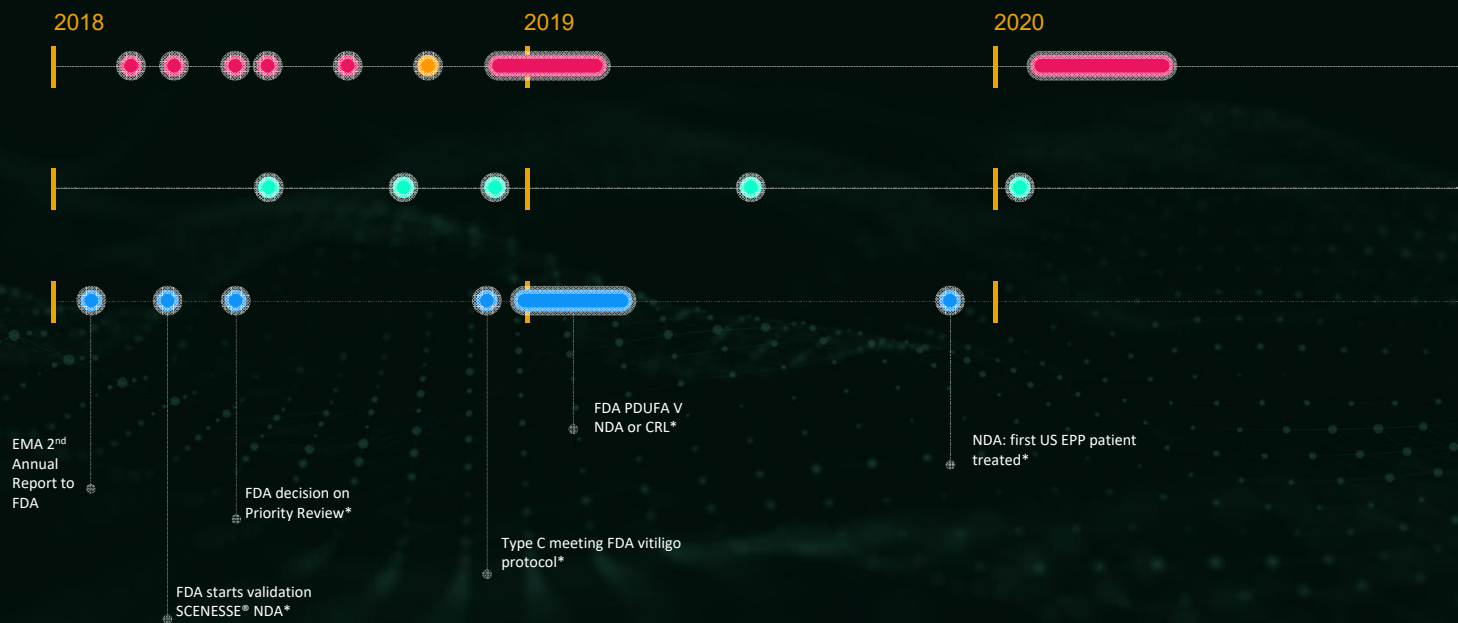 2018
2019
2020
FDA PDUFA V
NDA or CRL*
EMA 2nd
Annual
Report to
FDA
NDA: first US EPP patient
treated*
FDA decision on
Priority Review*
Type C meeting FDA vitiligo
protocol*
FDA starts validation
SCENESSE® NDA*